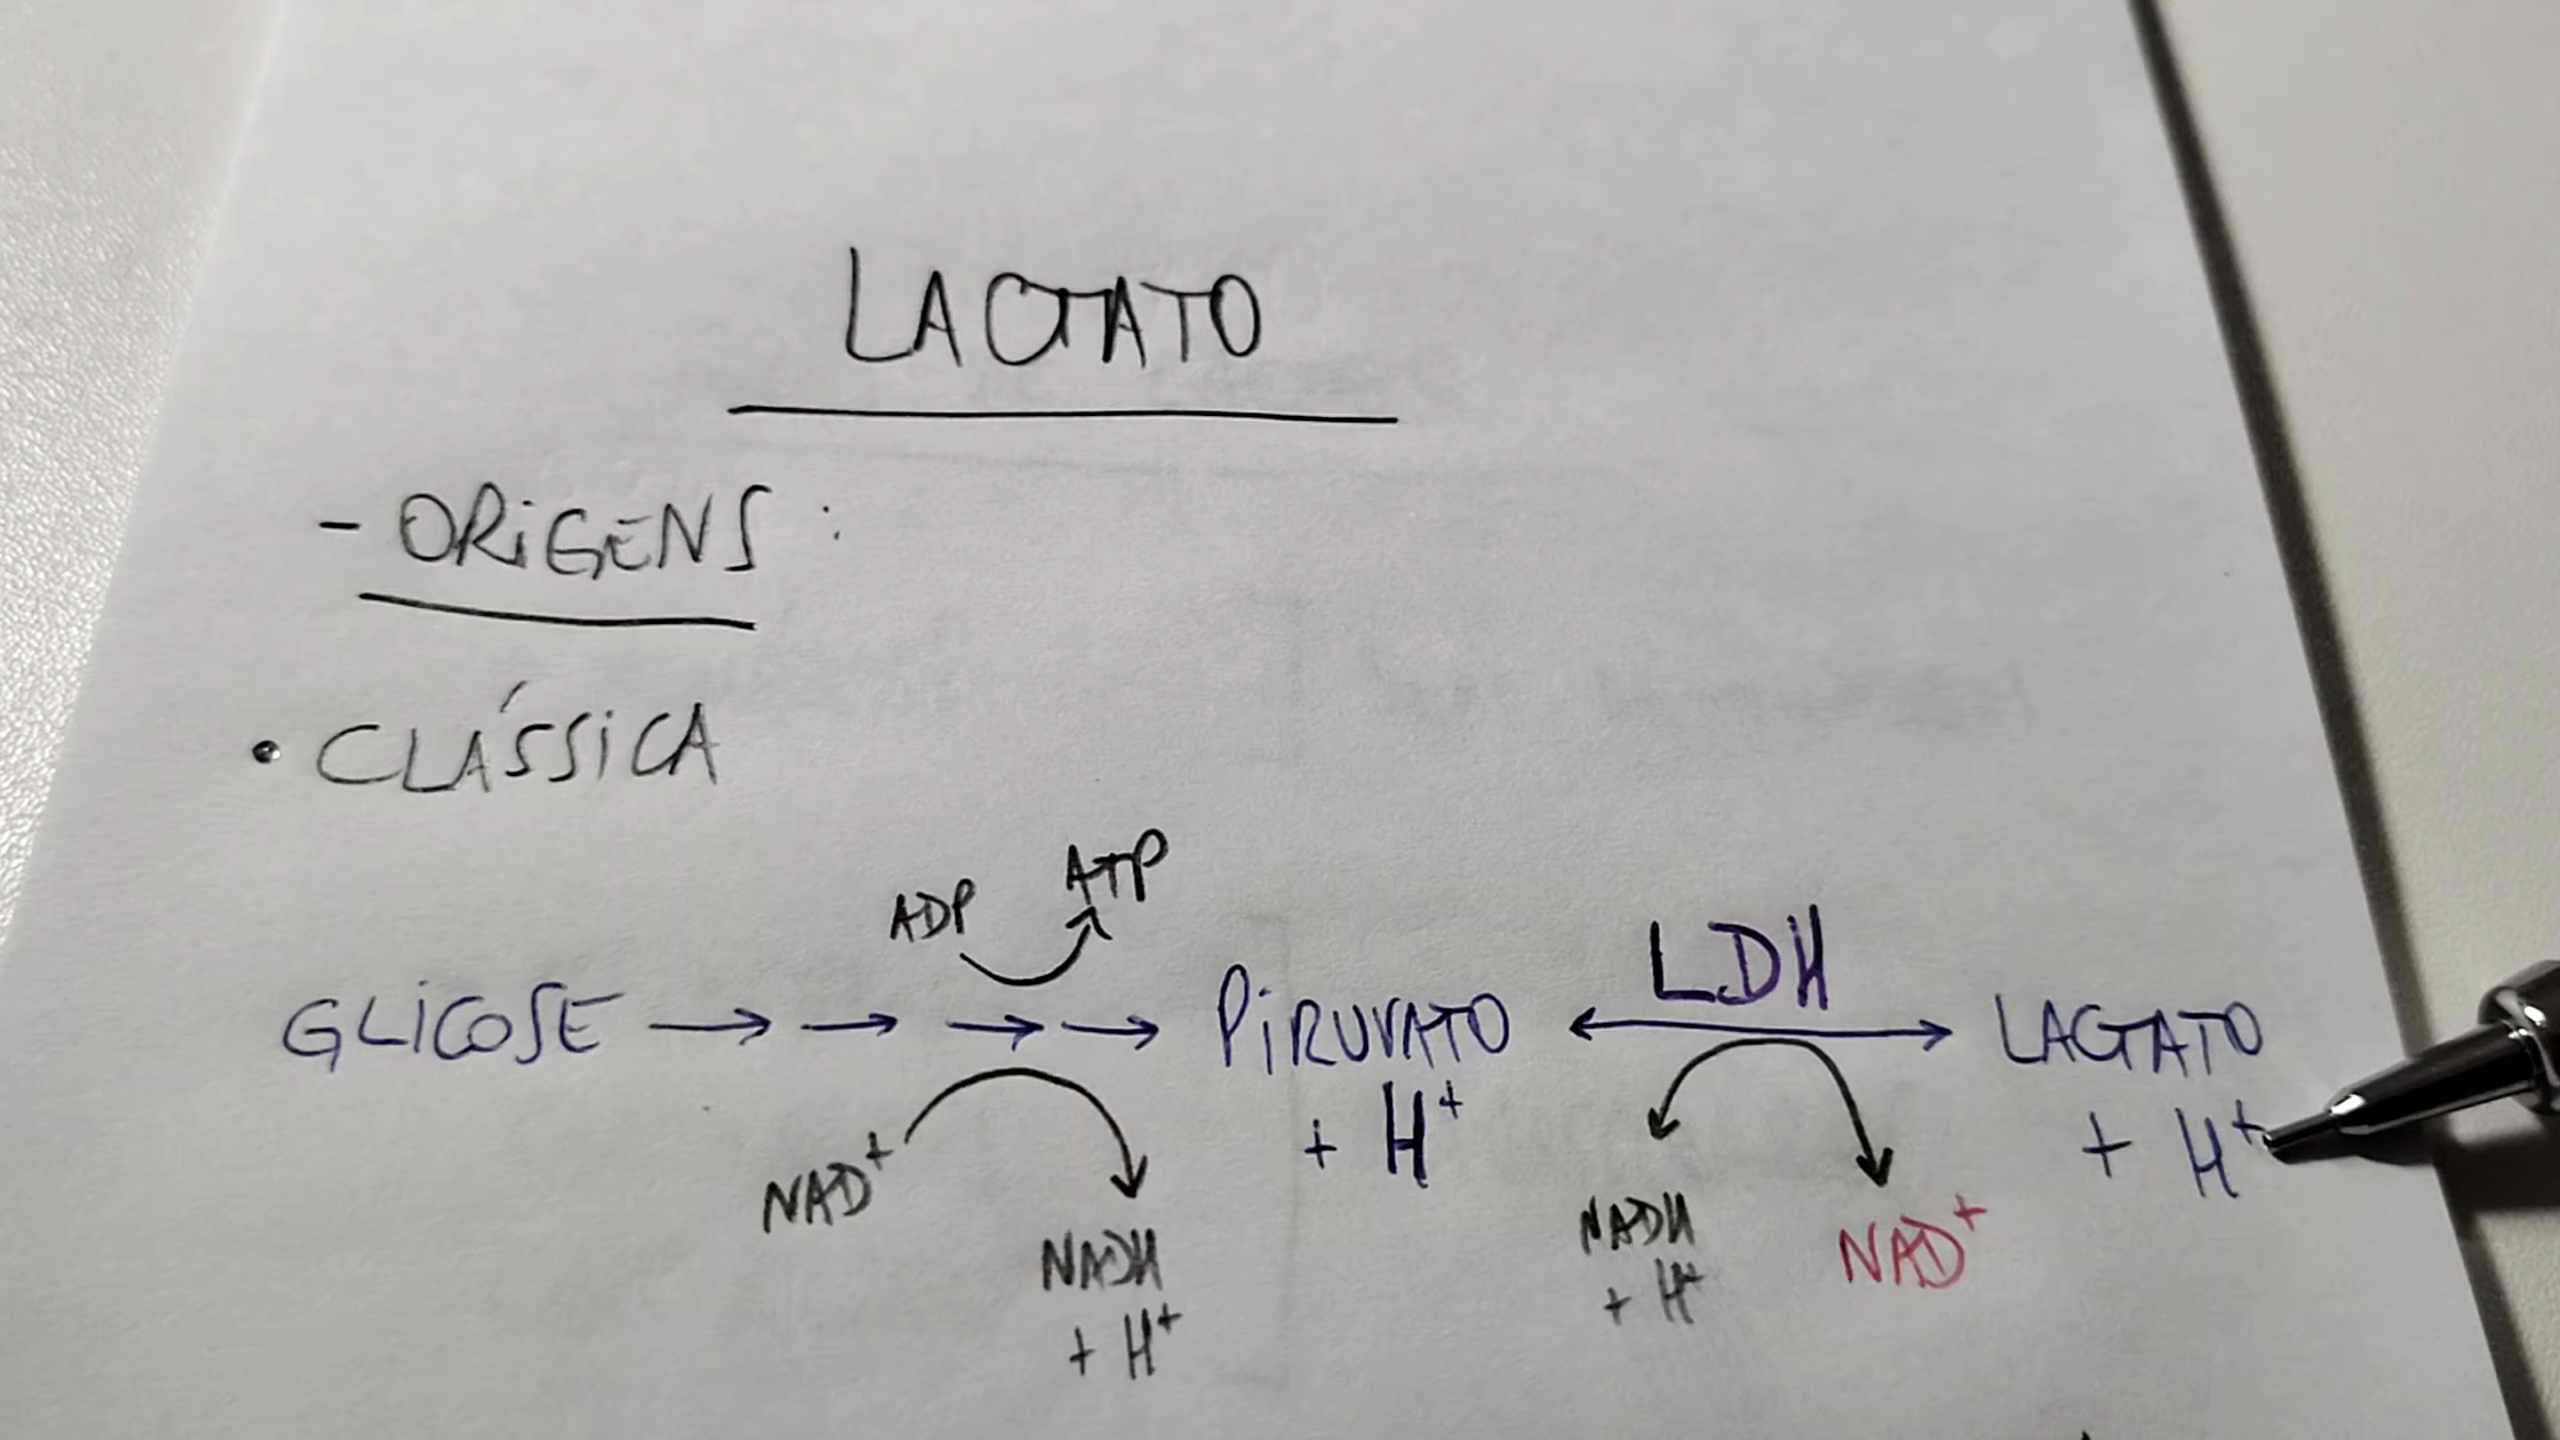 LACTATO
- ORIGENS:
• CLÁSSICA
ADP ATP
GLICOSE → → → → PIRUVATO ↔ LACTATO
LDH
+ H+ + H+
NAD+ NADH + H+
NADH + H+ NAD+